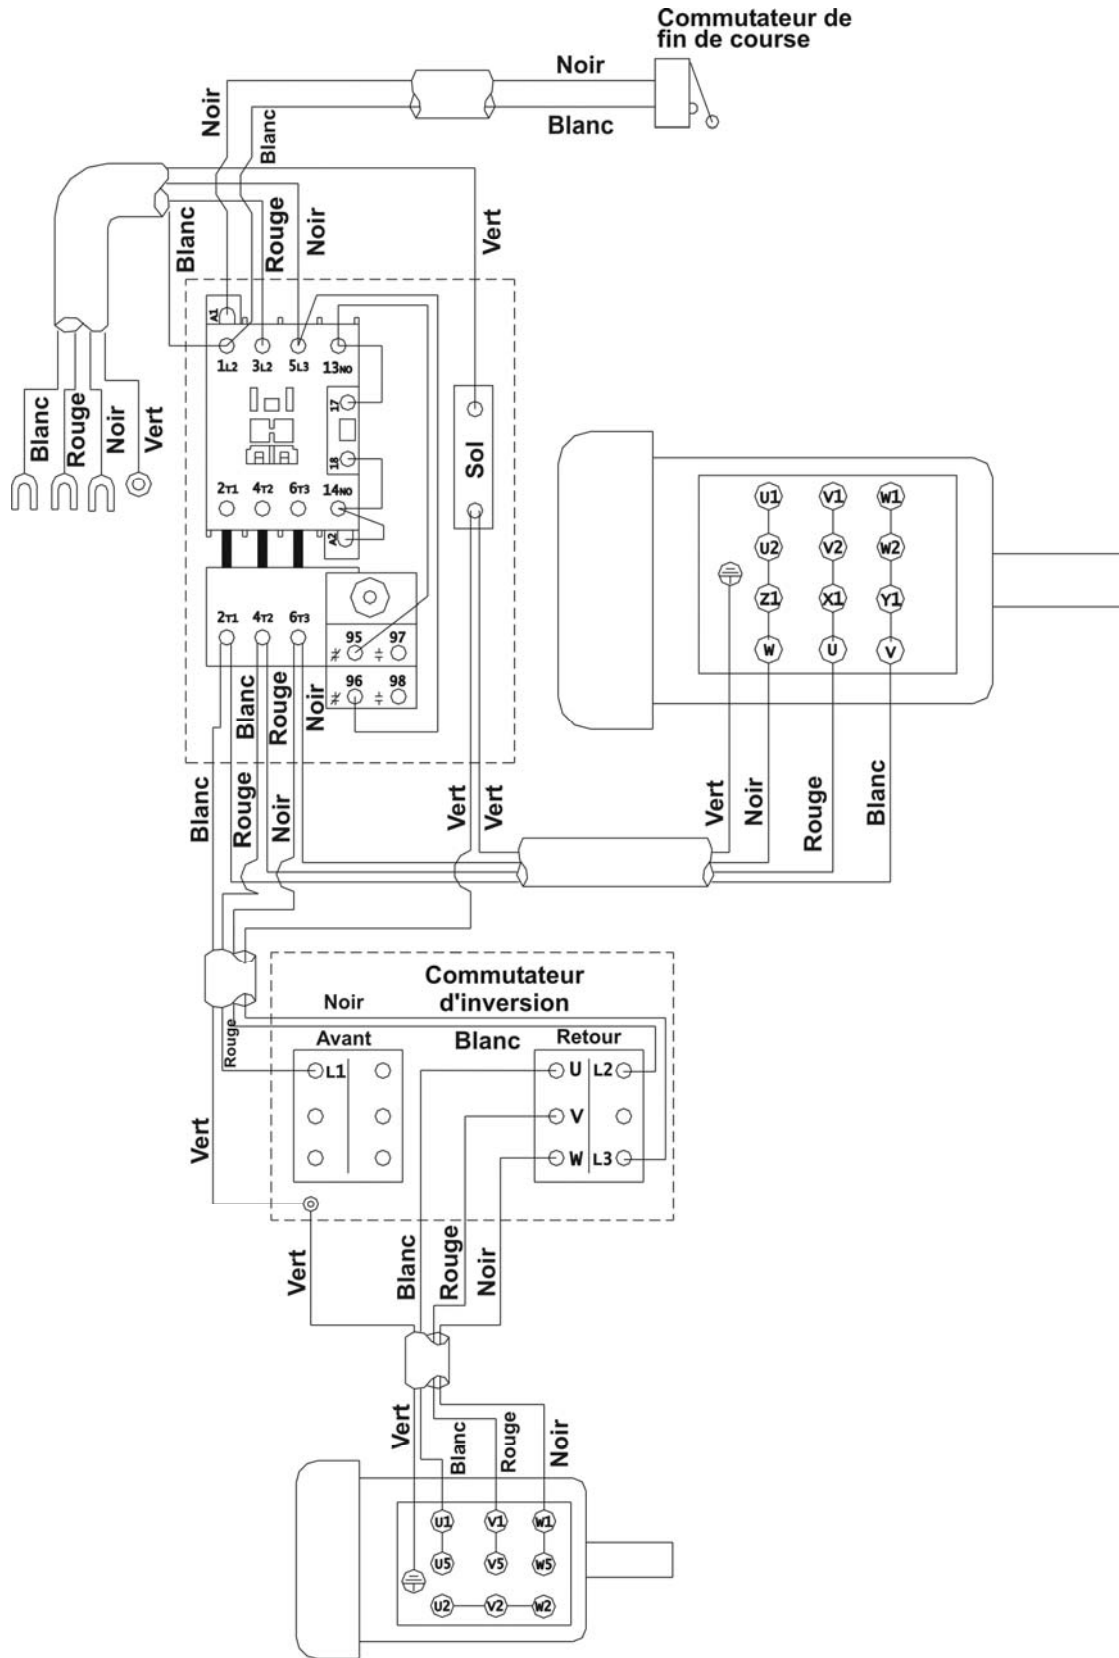 Commutateur de
fin de course
Noir
Blanc
Noir
Blanc
Blanc
Rouge
Noir
Vert
A1
1L2 3L2 5L3 13NO
17
18
2T1 4T2 6T3 14NO
A2
Sol
Blanc
Rouge
Noir
Vert
2T1 4T2 6T3
95 97
96 98
Blanc
Rouge
Noir
U1 V1 W1
U2 V2 W2
Z1 X1 Y1
W U V
Blanc
Rouge
Noir
Vert
Vert
Vert
Noir
Rouge
Blanc
Commutateur
d'inversion
Noir
Blanc
Rouge
Avant
Retour
L1
U L2
V
W L3
Vert
Vert
Blanc
Rouge
Noir
Vert
Blanc
Rouge
Noir
U1 V1 W1
U5 V5 W5
U2 V2 W2